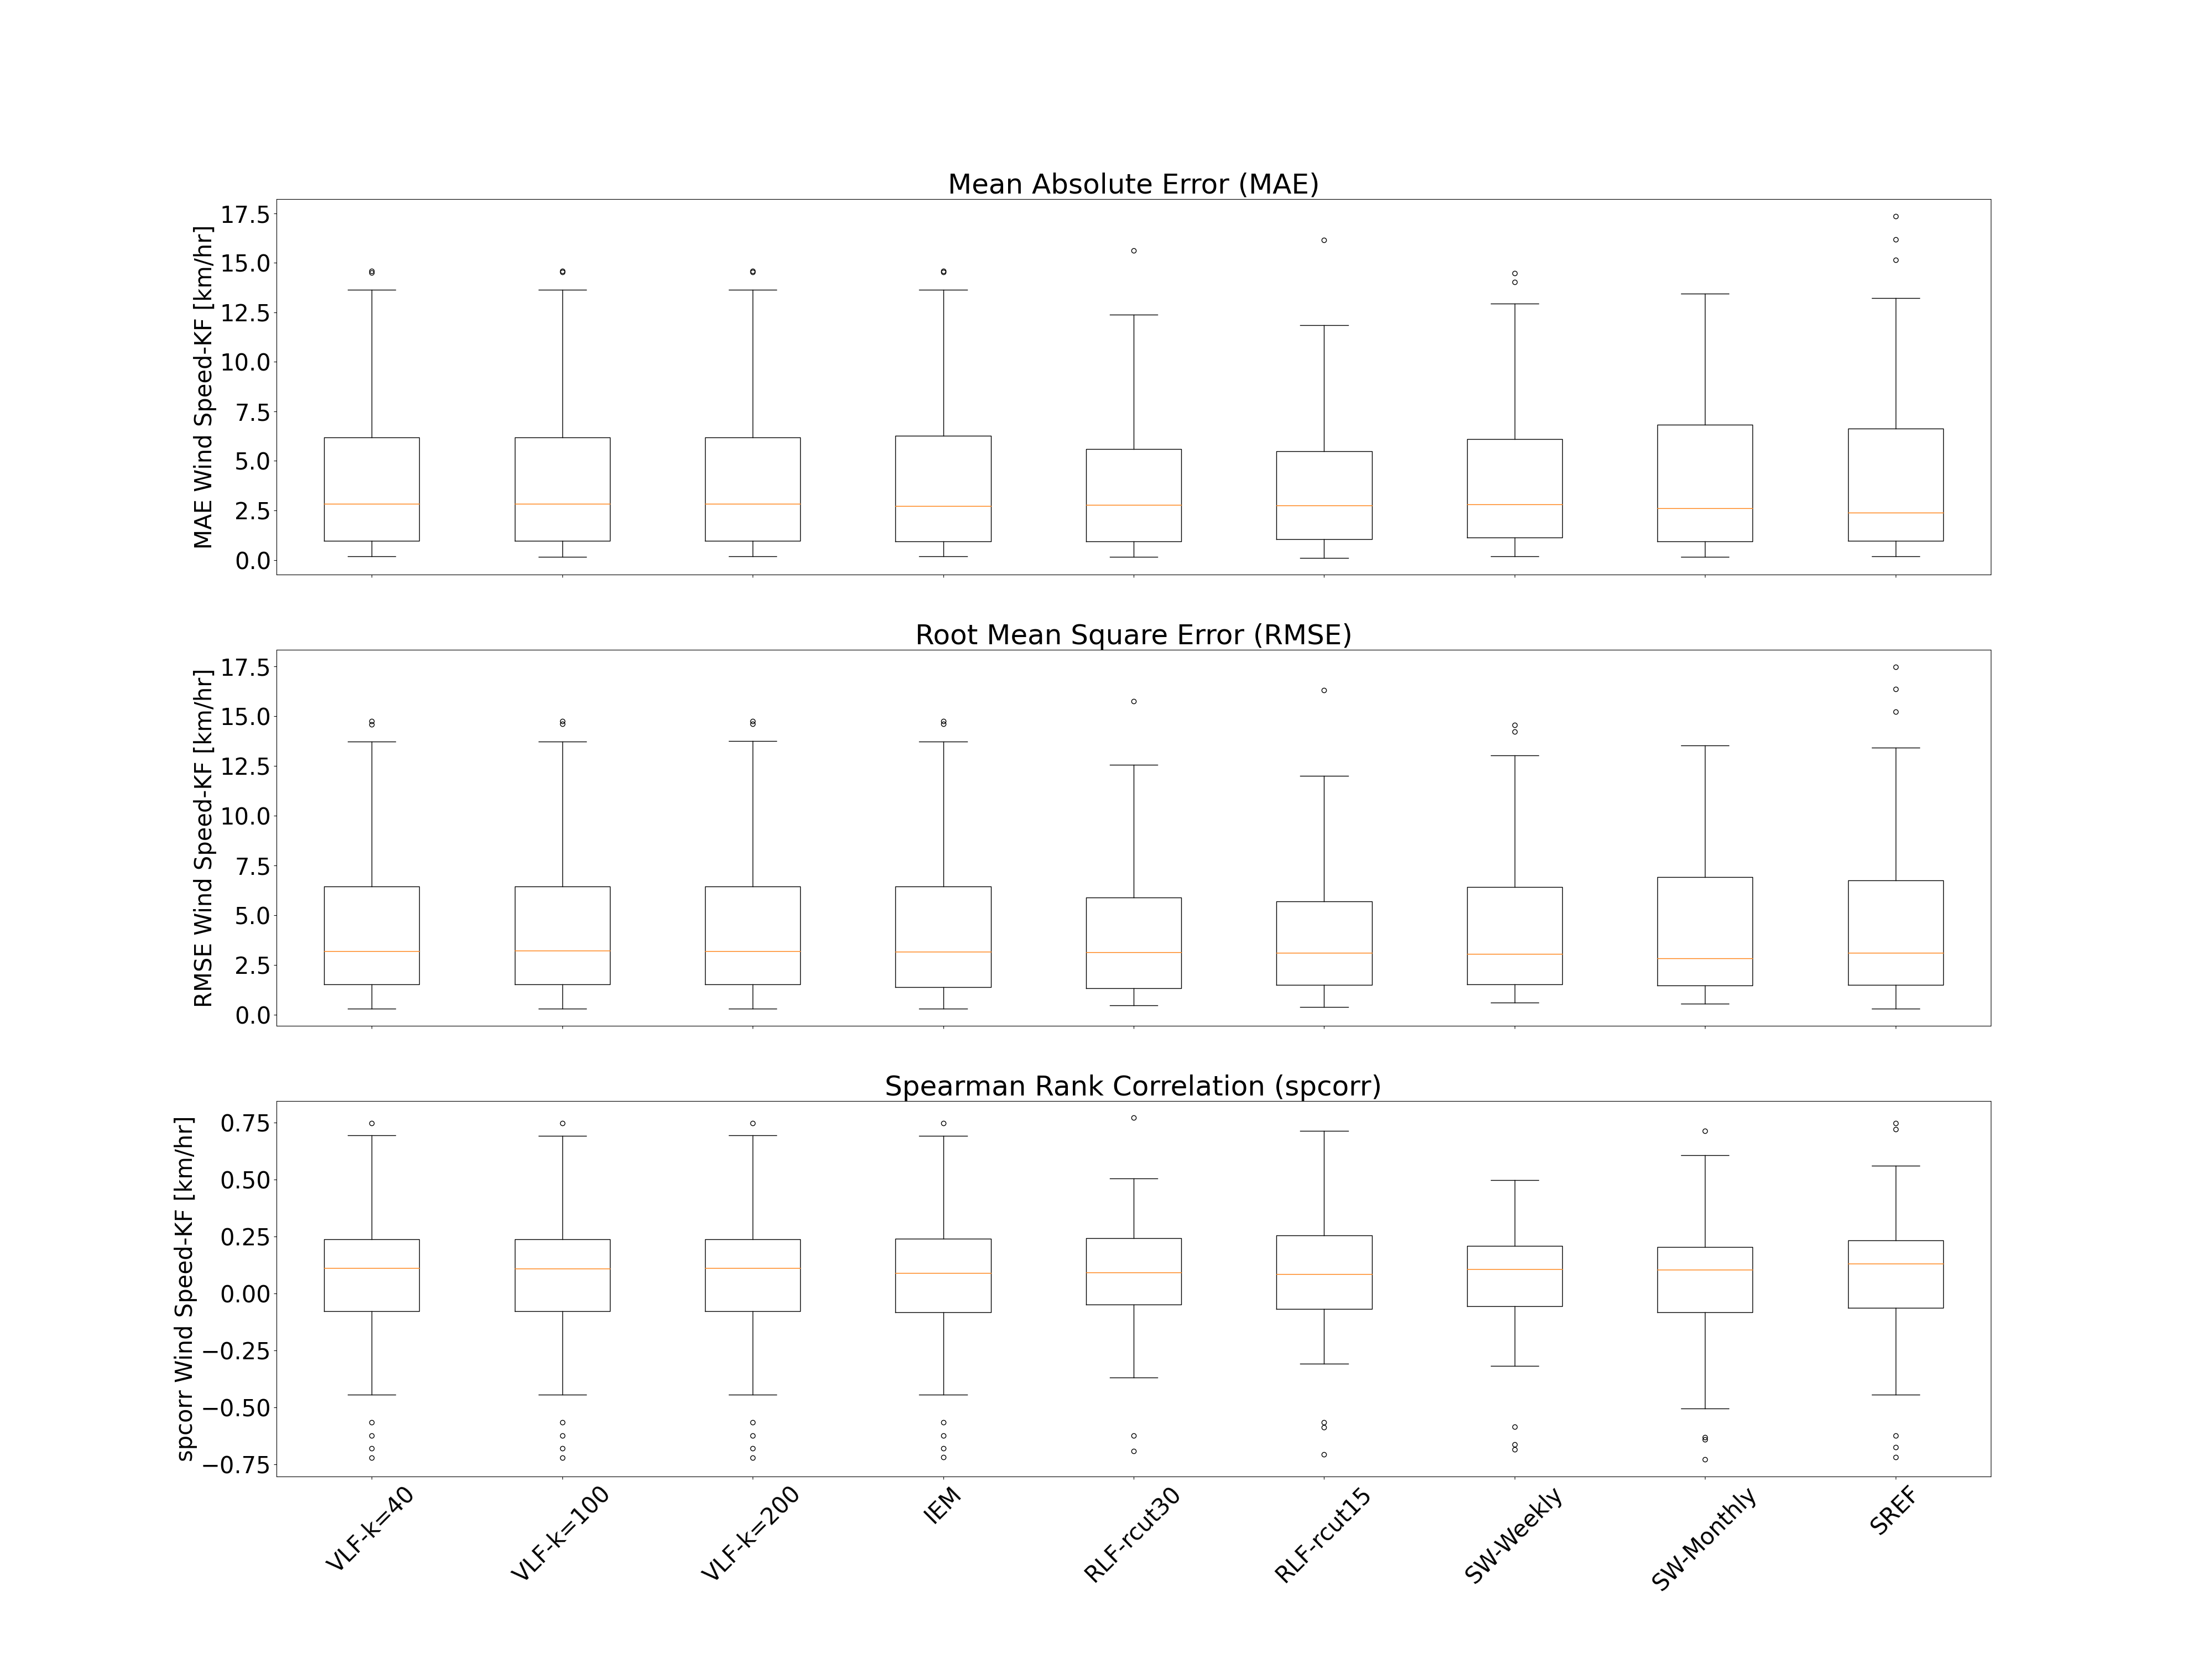 Mean Absolute Error (MAE)
MAE Wind Speed-KF [km/hr]
17.5
15.0
12.5
10.0
7.5
5.0
2.5
0.0
Root Mean Square Error (RMSE)
RMSE Wind Speed-KF [km/hr]
17.5
15.0
12.5
10.0
7.5
5.0
2.5
0.0
Spearman Rank Correlation (spcorr)
spcorr Wind Speed-KF [km/hr]
0.75
0.50
0.25
0.00
−0.25
−0.50
−0.75
VLF-k=40
VLF-k=100
VLF-k=200
IEM
RLF-rcut30
RLF-rcut15
SW-Weekly
SW-Monthly
SREF